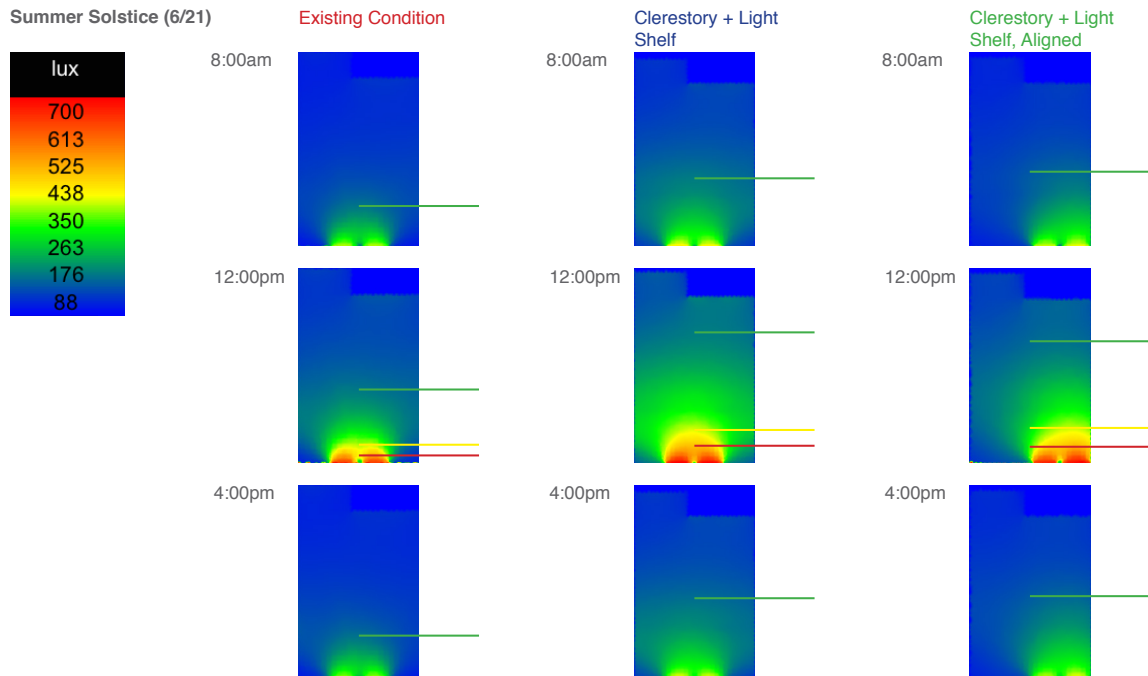 Summer Solstice (6/21)
Existing Condition
Clerestory + Light
Shelf
Clerestory + Light
Shelf, Aligned
lux
700
613
525
438
350
263
176
88
8:00am
8:00am
8:00am
12:00pm
12:00pm
12:00pm
4:00pm
4:00pm
4:00pm